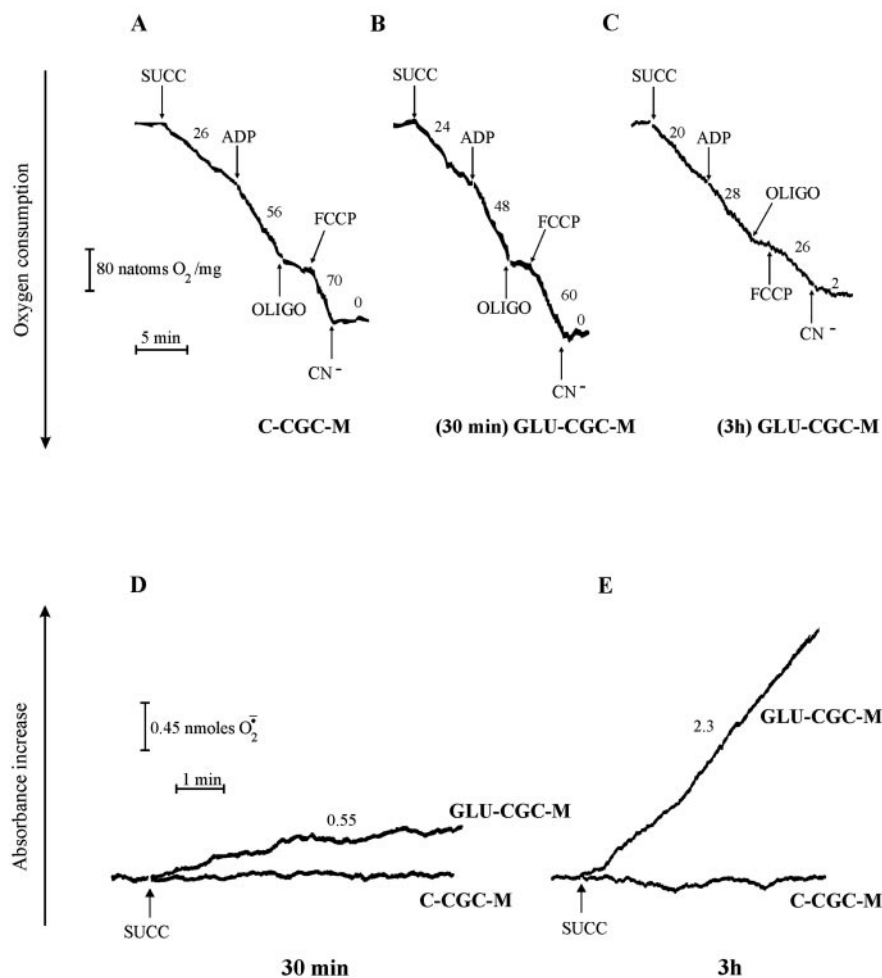 A
B
C
SUCC
26
ADP
56
FCCP
70
0
OLIGO
CN-
C-CGC-M
SUCC
24
ADP
48
FCCP
60
0
OLIGO
CN-
(30 min) GLU-CGC-M
SUCC
20
ADP
28
OLIGO
26
FCCP
2
CN-
(3h) GLU-CGC-M
Oxygen consumption
80 natoms O2/mg
5 min
D
E
Absorbance increase
0.45 nmoles O2•̄
1 min
0.55
GLU-CGC-M
C-CGC-M
SUCC
30 min
2.3
GLU-CGC-M
C-CGC-M
SUCC
3h